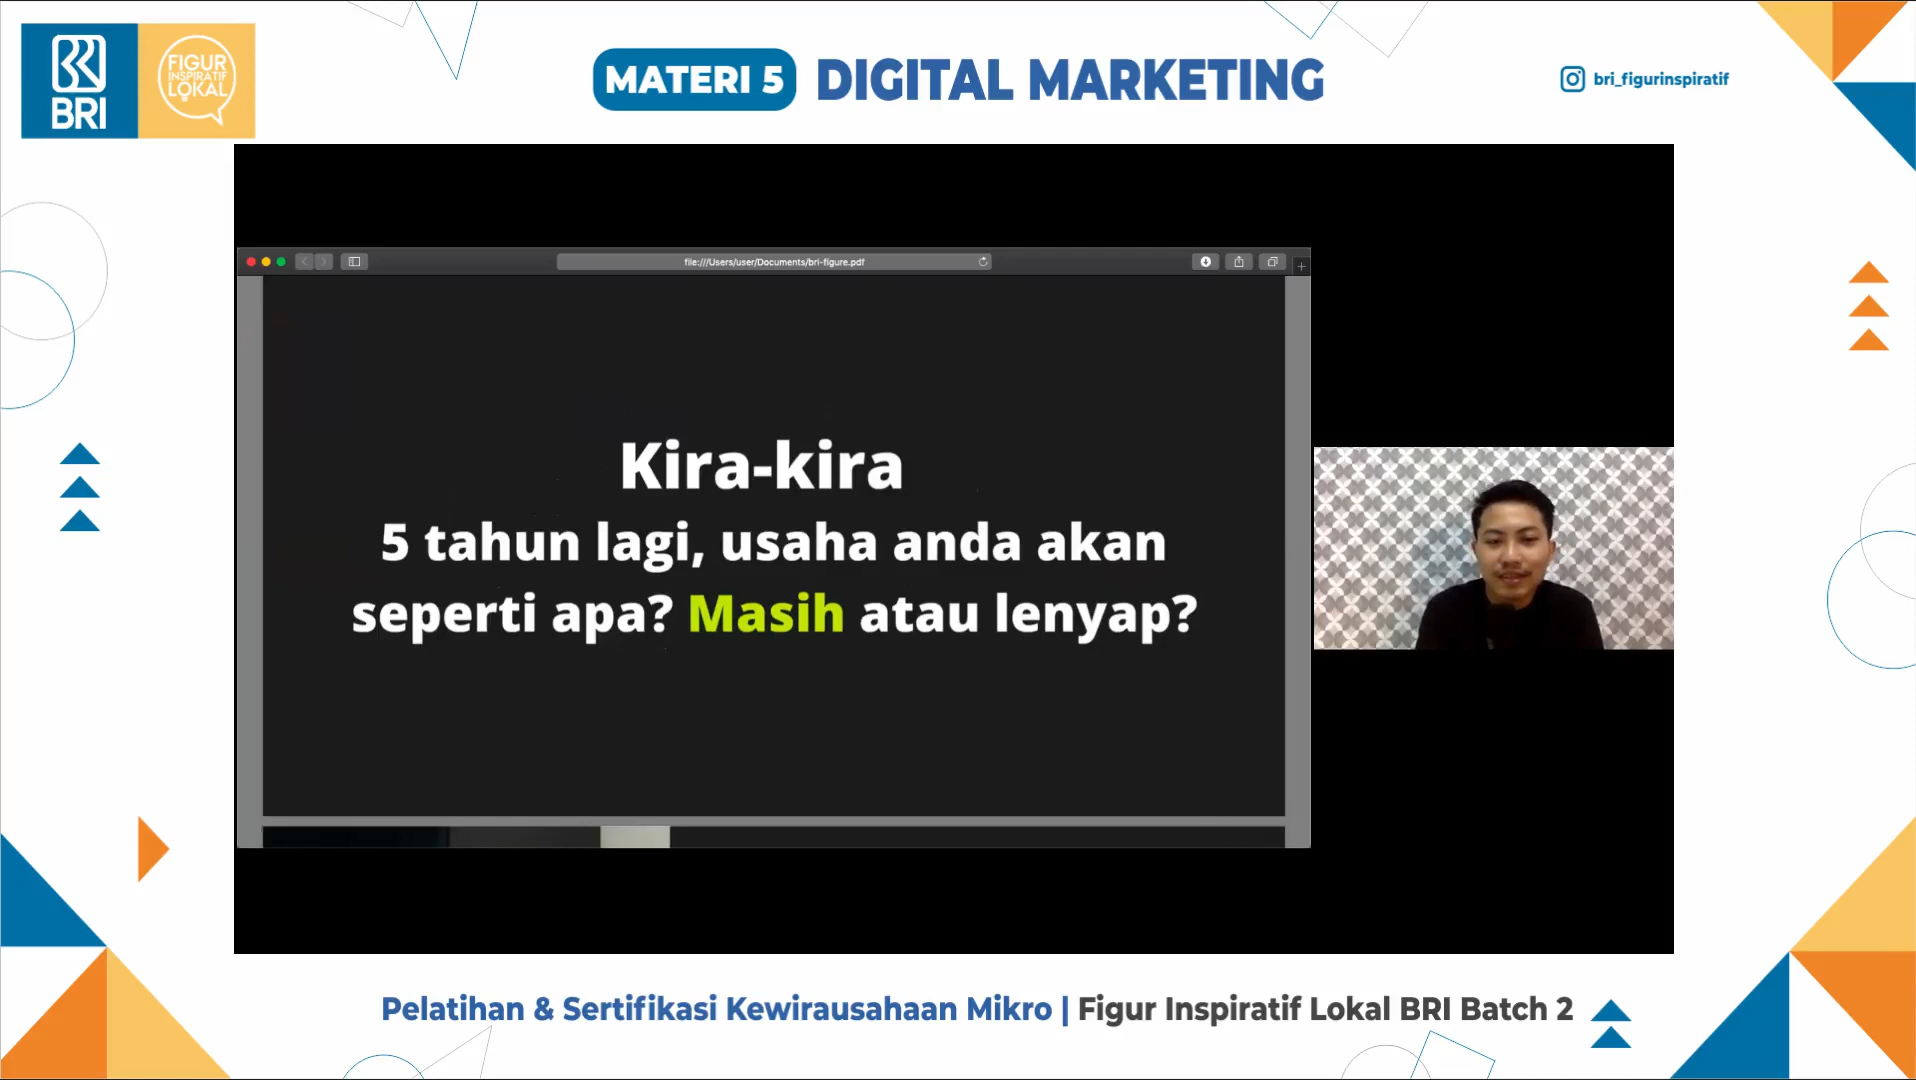 BRI
FIGUR
INSPIRATIF
LOKAL
MATERI 5 DIGITAL MARKETING
bri_figurinspiratif
file:///Users/user/Documents/bri-figure.pdf
Kira-kira
5 tahun lagi, usaha anda akan
seperti apa? Masih atau lenyap?
Pelatihan & Sertifikasi Kewirausahaan Mikro | Figur Inspiratif Lokal BRI Batch 2